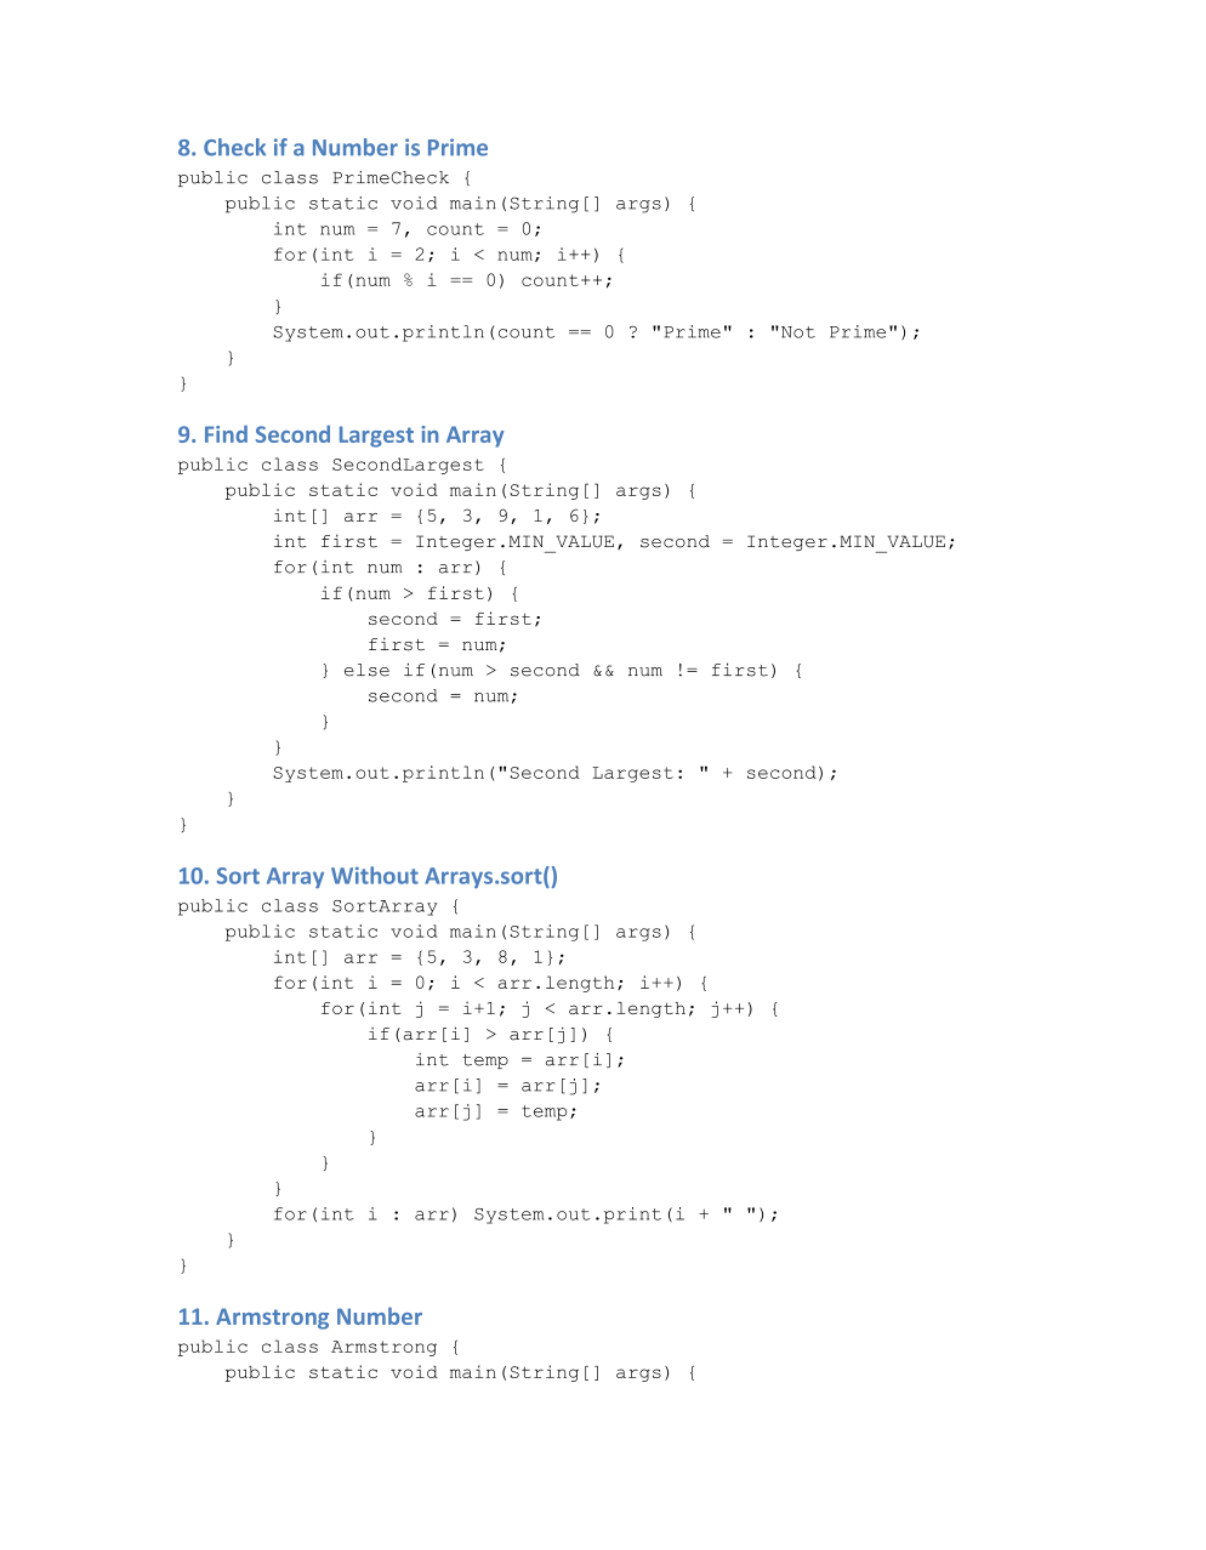 8. Check if a Number is Prime
public class PrimeCheck {
    public static void main(String[] args) {
        int num = 7, count = 0;
        for(int i = 2; i < num; i++) {
            if(num % i == 0) count++;
        }
        System.out.println(count == 0 ? "Prime" : "Not Prime");
    }
}
9. Find Second Largest in Array
public class SecondLargest {
    public static void main(String[] args) {
        int[] arr = {5, 3, 9, 1, 6};
        int first = Integer.MIN_VALUE, second = Integer.MIN_VALUE;
        for(int num : arr) {
            if(num > first) {
                second = first;
                first = num;
            } else if(num > second && num != first) {
                second = num;
            }
        }
        System.out.println("Second Largest: " + second);
    }
}
10. Sort Array Without Arrays.sort()
public class SortArray {
    public static void main(String[] args) {
        int[] arr = {5, 3, 8, 1};
        for(int i = 0; i < arr.length; i++) {
            for(int j = i+1; j < arr.length; j++) {
                if(arr[i] > arr[j]) {
                    int temp = arr[i];
                    arr[i] = arr[j];
                    arr[j] = temp;
                }
            }
        }
        for(int i : arr) System.out.print(i + " ");
    }
}
11. Armstrong Number
public class Armstrong {
    public static void main(String[] args) {